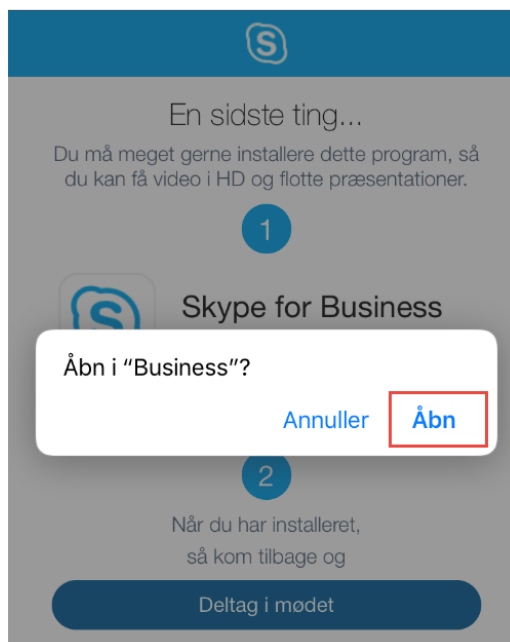 En sidste ting...
Du må meget gerne installere dette program, så
du kan få video i HD og flotte præsentationer.
1
Skype for Business
Åbn i “Business”?
Annuller Åbn
2
Når du har installeret,
så kom tilbage og
Deltag i mødet